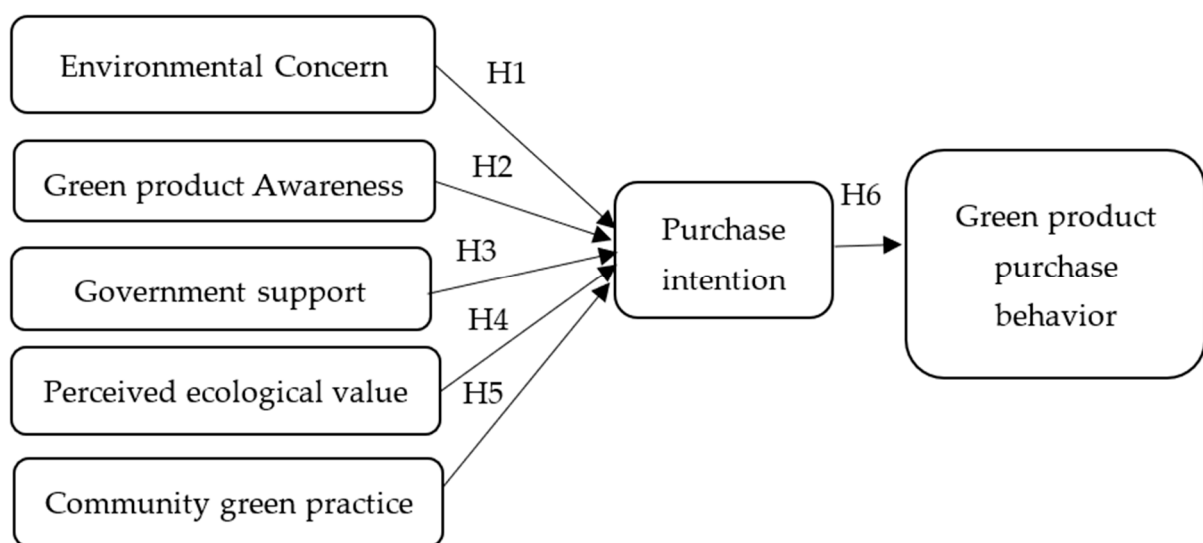 Environmental Concern
H1
Green product Awareness
H2
Government support
H3
Perceived ecological value
H4
Community green practice
H5
Purchase
intention
H6
Green product
purchase
behavior